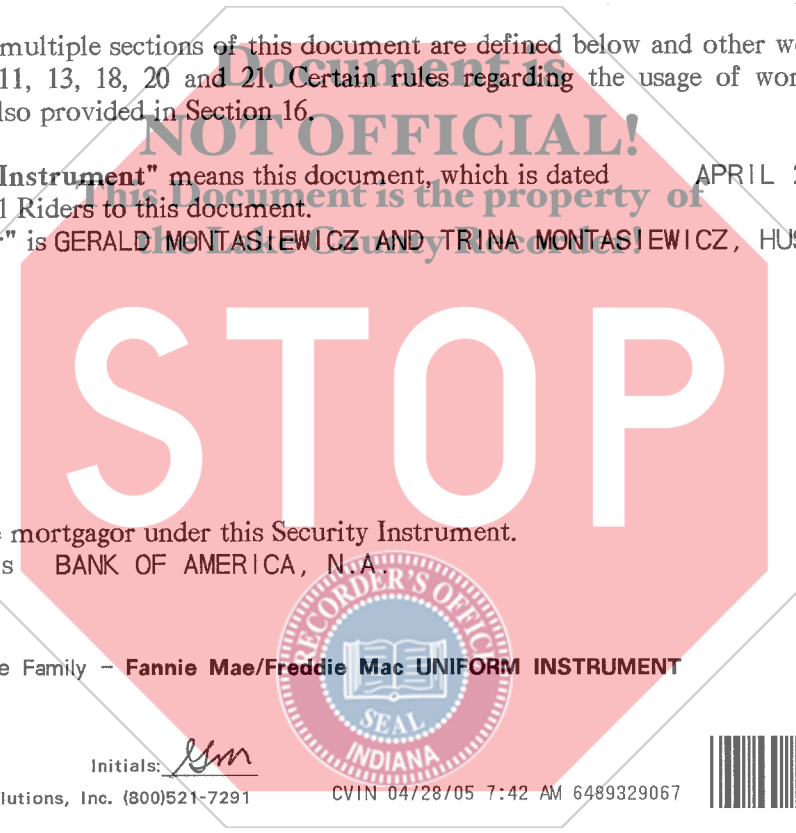 multiple sections of this document are defined below and other w
11, 13, 18, 20 and 21. Certain rules regarding the usage of wor
lso provided in Section 16.
Document is
NOT OFFICIAL!
This Document is the property of
the Lake County Recorder!
Instrument" means this document, which is dated APRIL 2
l Riders to this document.
" is GERALD MONTASIEWICZ AND TRINA MONTASIEWICZ, HUS
STOP
mortgagor under this Security Instrument.
s BANK OF AMERICA, N.A.
RECORDER'S OFFICE
SEAL
INDIANA
e Family - Fannie Mae/Freddie Mac UNIFORM INSTRUMENT
Initials: GM
lutions, Inc. (800)521-7291 CVIN 04/28/05 7:42 AM 6489329067